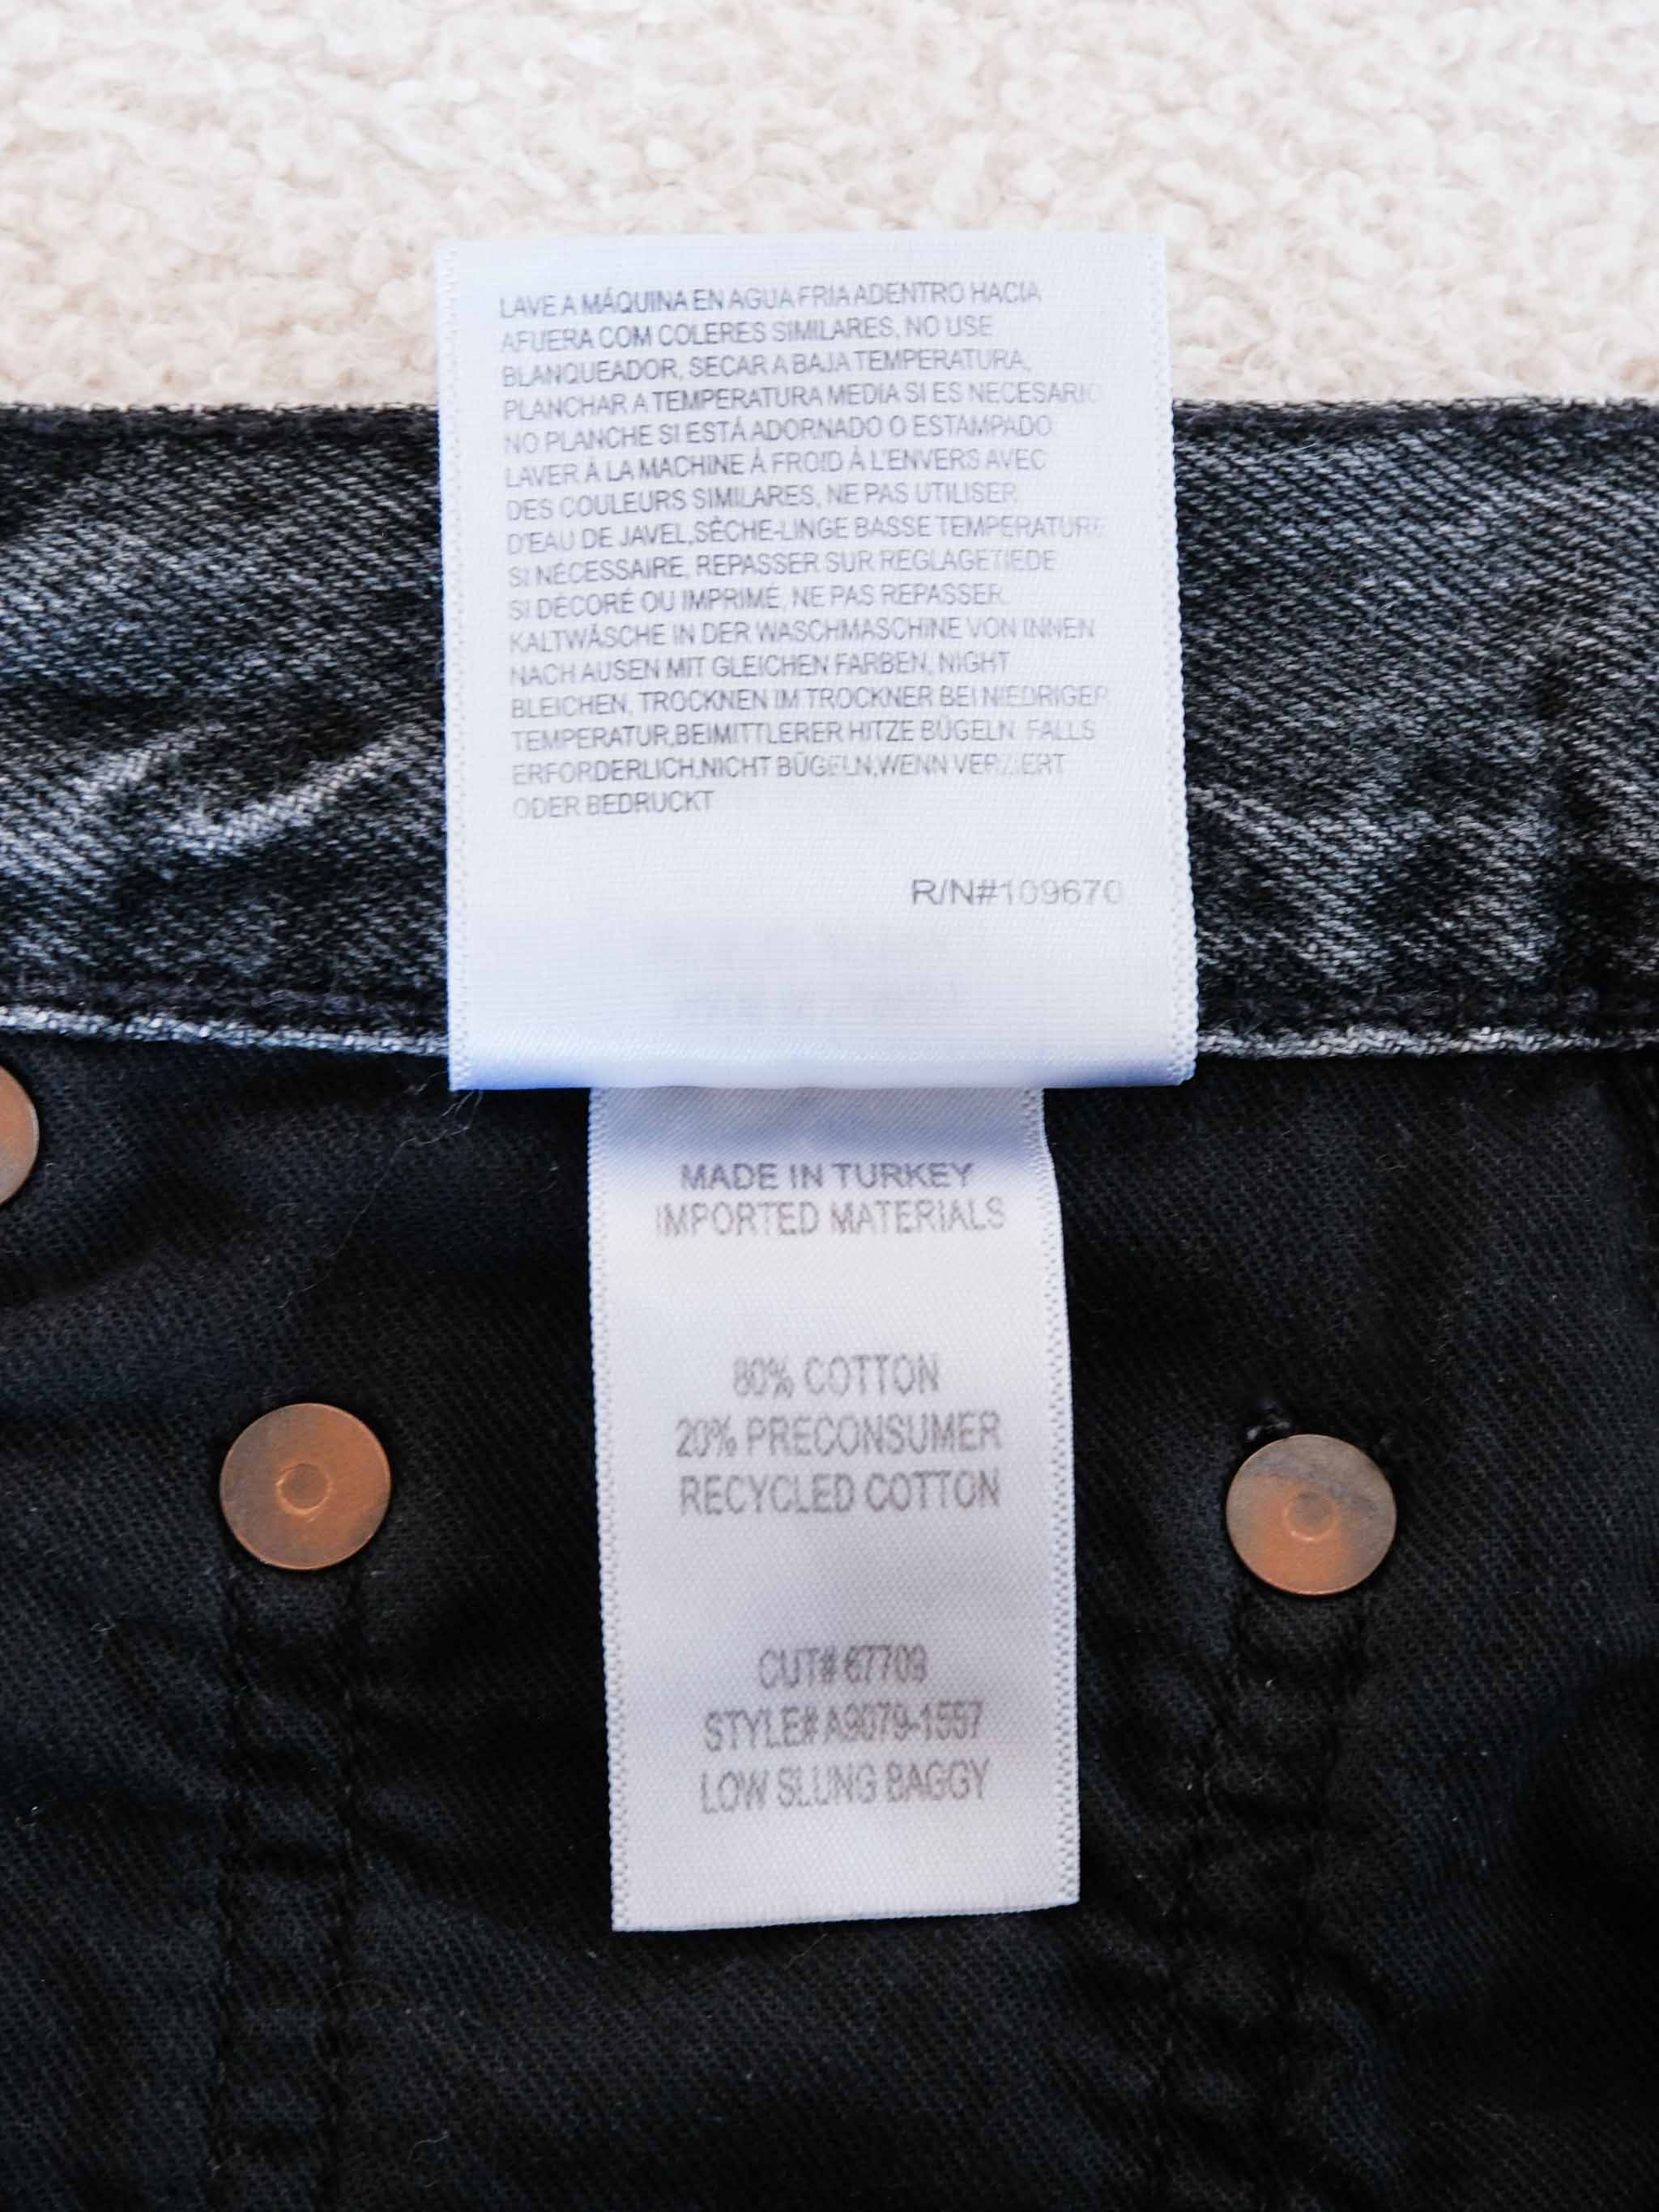 LAVE A MÁQUINA EN AGUA FRIA ADENTRO HACIA
AFUERA COM COLERES SIMILARES, NO USE
BLANQUEADOR, SECAR A BAJA TEMPERATURA,
PLANCHAR A TEMPERATURA MEDIA SI ES NECESARIO
NO PLANCHE SI ESTÁ ADORNADO O ESTAMPADO
LAVER À LA MACHINE À FROID À L'ENVERS AVEC
DES COULEURS SIMILARES, NE PAS UTILISER
D'EAU DE JAVEL,SÈCHE-LINGE BASSE TEMPERATURE
SI NÉCESSAIRE, REPASSER SUR REGLAGETIEDE
SI DÉCORÉ OU IMPRIMÉ, NE PAS REPASSER
KALTWÄSCHE IN DER WASCHMASCHINE VON INNEN
NACH AUSEN MIT GLEICHEN FARBEN, NIGHT
BLEICHEN, TROCKNEN IM TROCKNER BEI NIEDRIGER
TEMPERATUR,BEIMITTLERER HITZE BÜGELN FALLS
ERFORDERLICH,NICHT BÜGELN,WENN VERZIERT
ODER BEDRUCKT
R/N#109670
MADE IN TURKEY
IMPORTED MATERIALS
80% COTTON
20% PRECONSUMER
RECYCLED COTTON
CUT# 67709
STYLE# A9079-1557
LOW SLUNG BAGGY